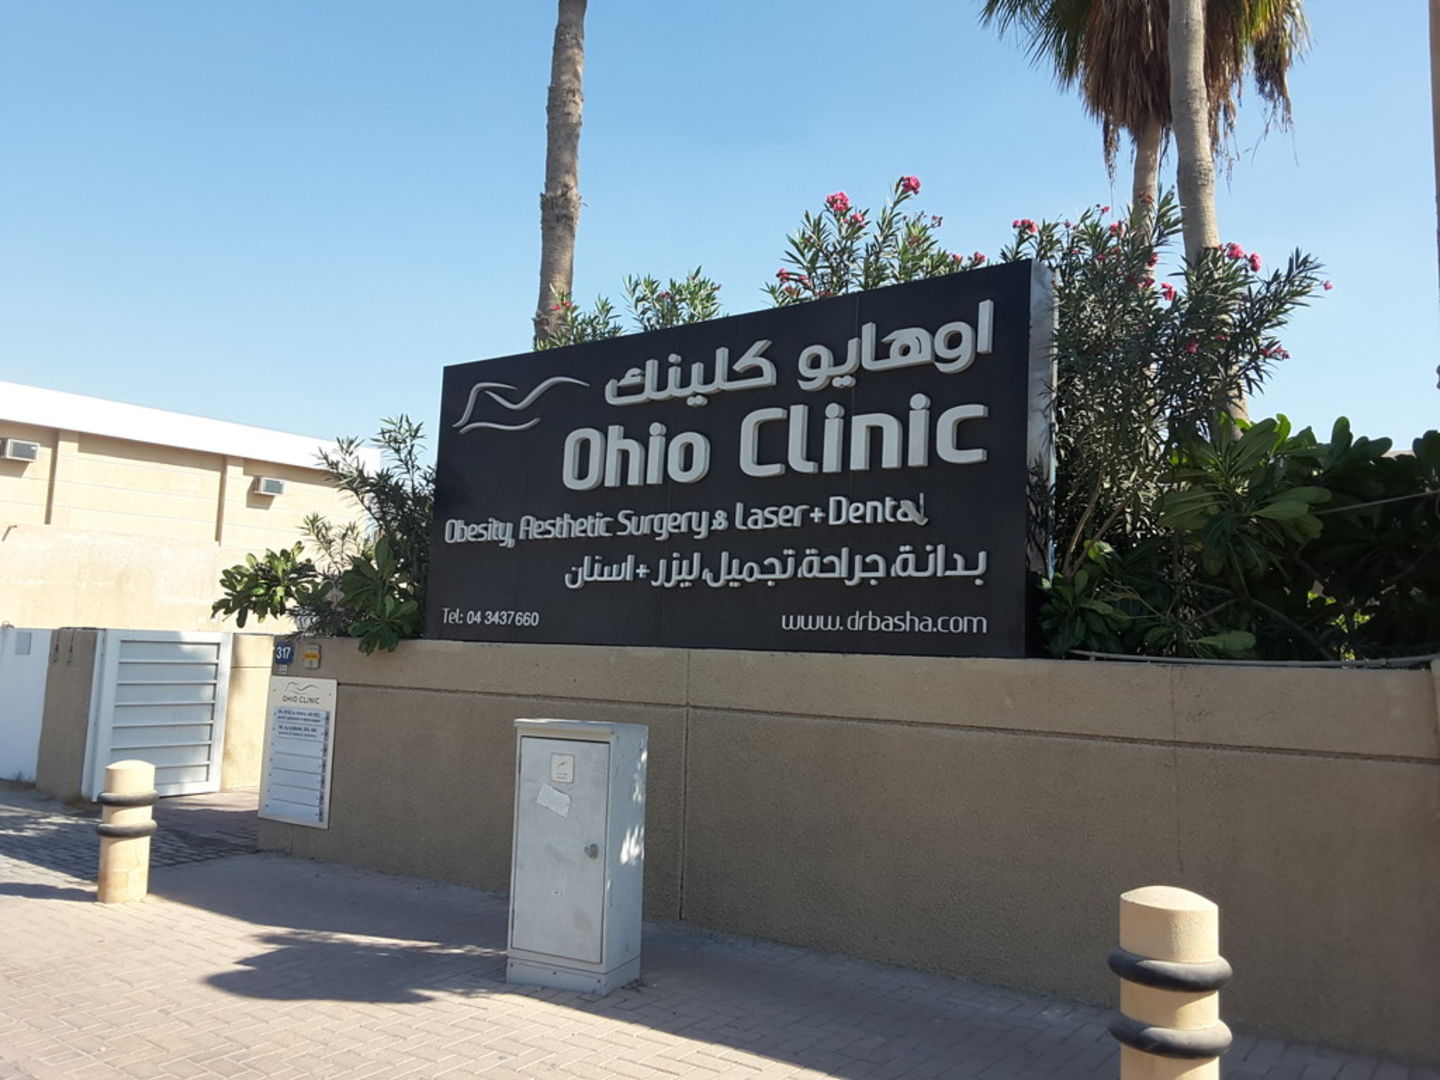 اوهايو كلينك
Ohio Clinic
Obesity, Aesthetic Surgery & Laser + Dental
بدانة، جراحة، تجميل، ليزر + اسنان
Tel: 04 3437660
www.drbasha.com
317
OHIO CLINIC